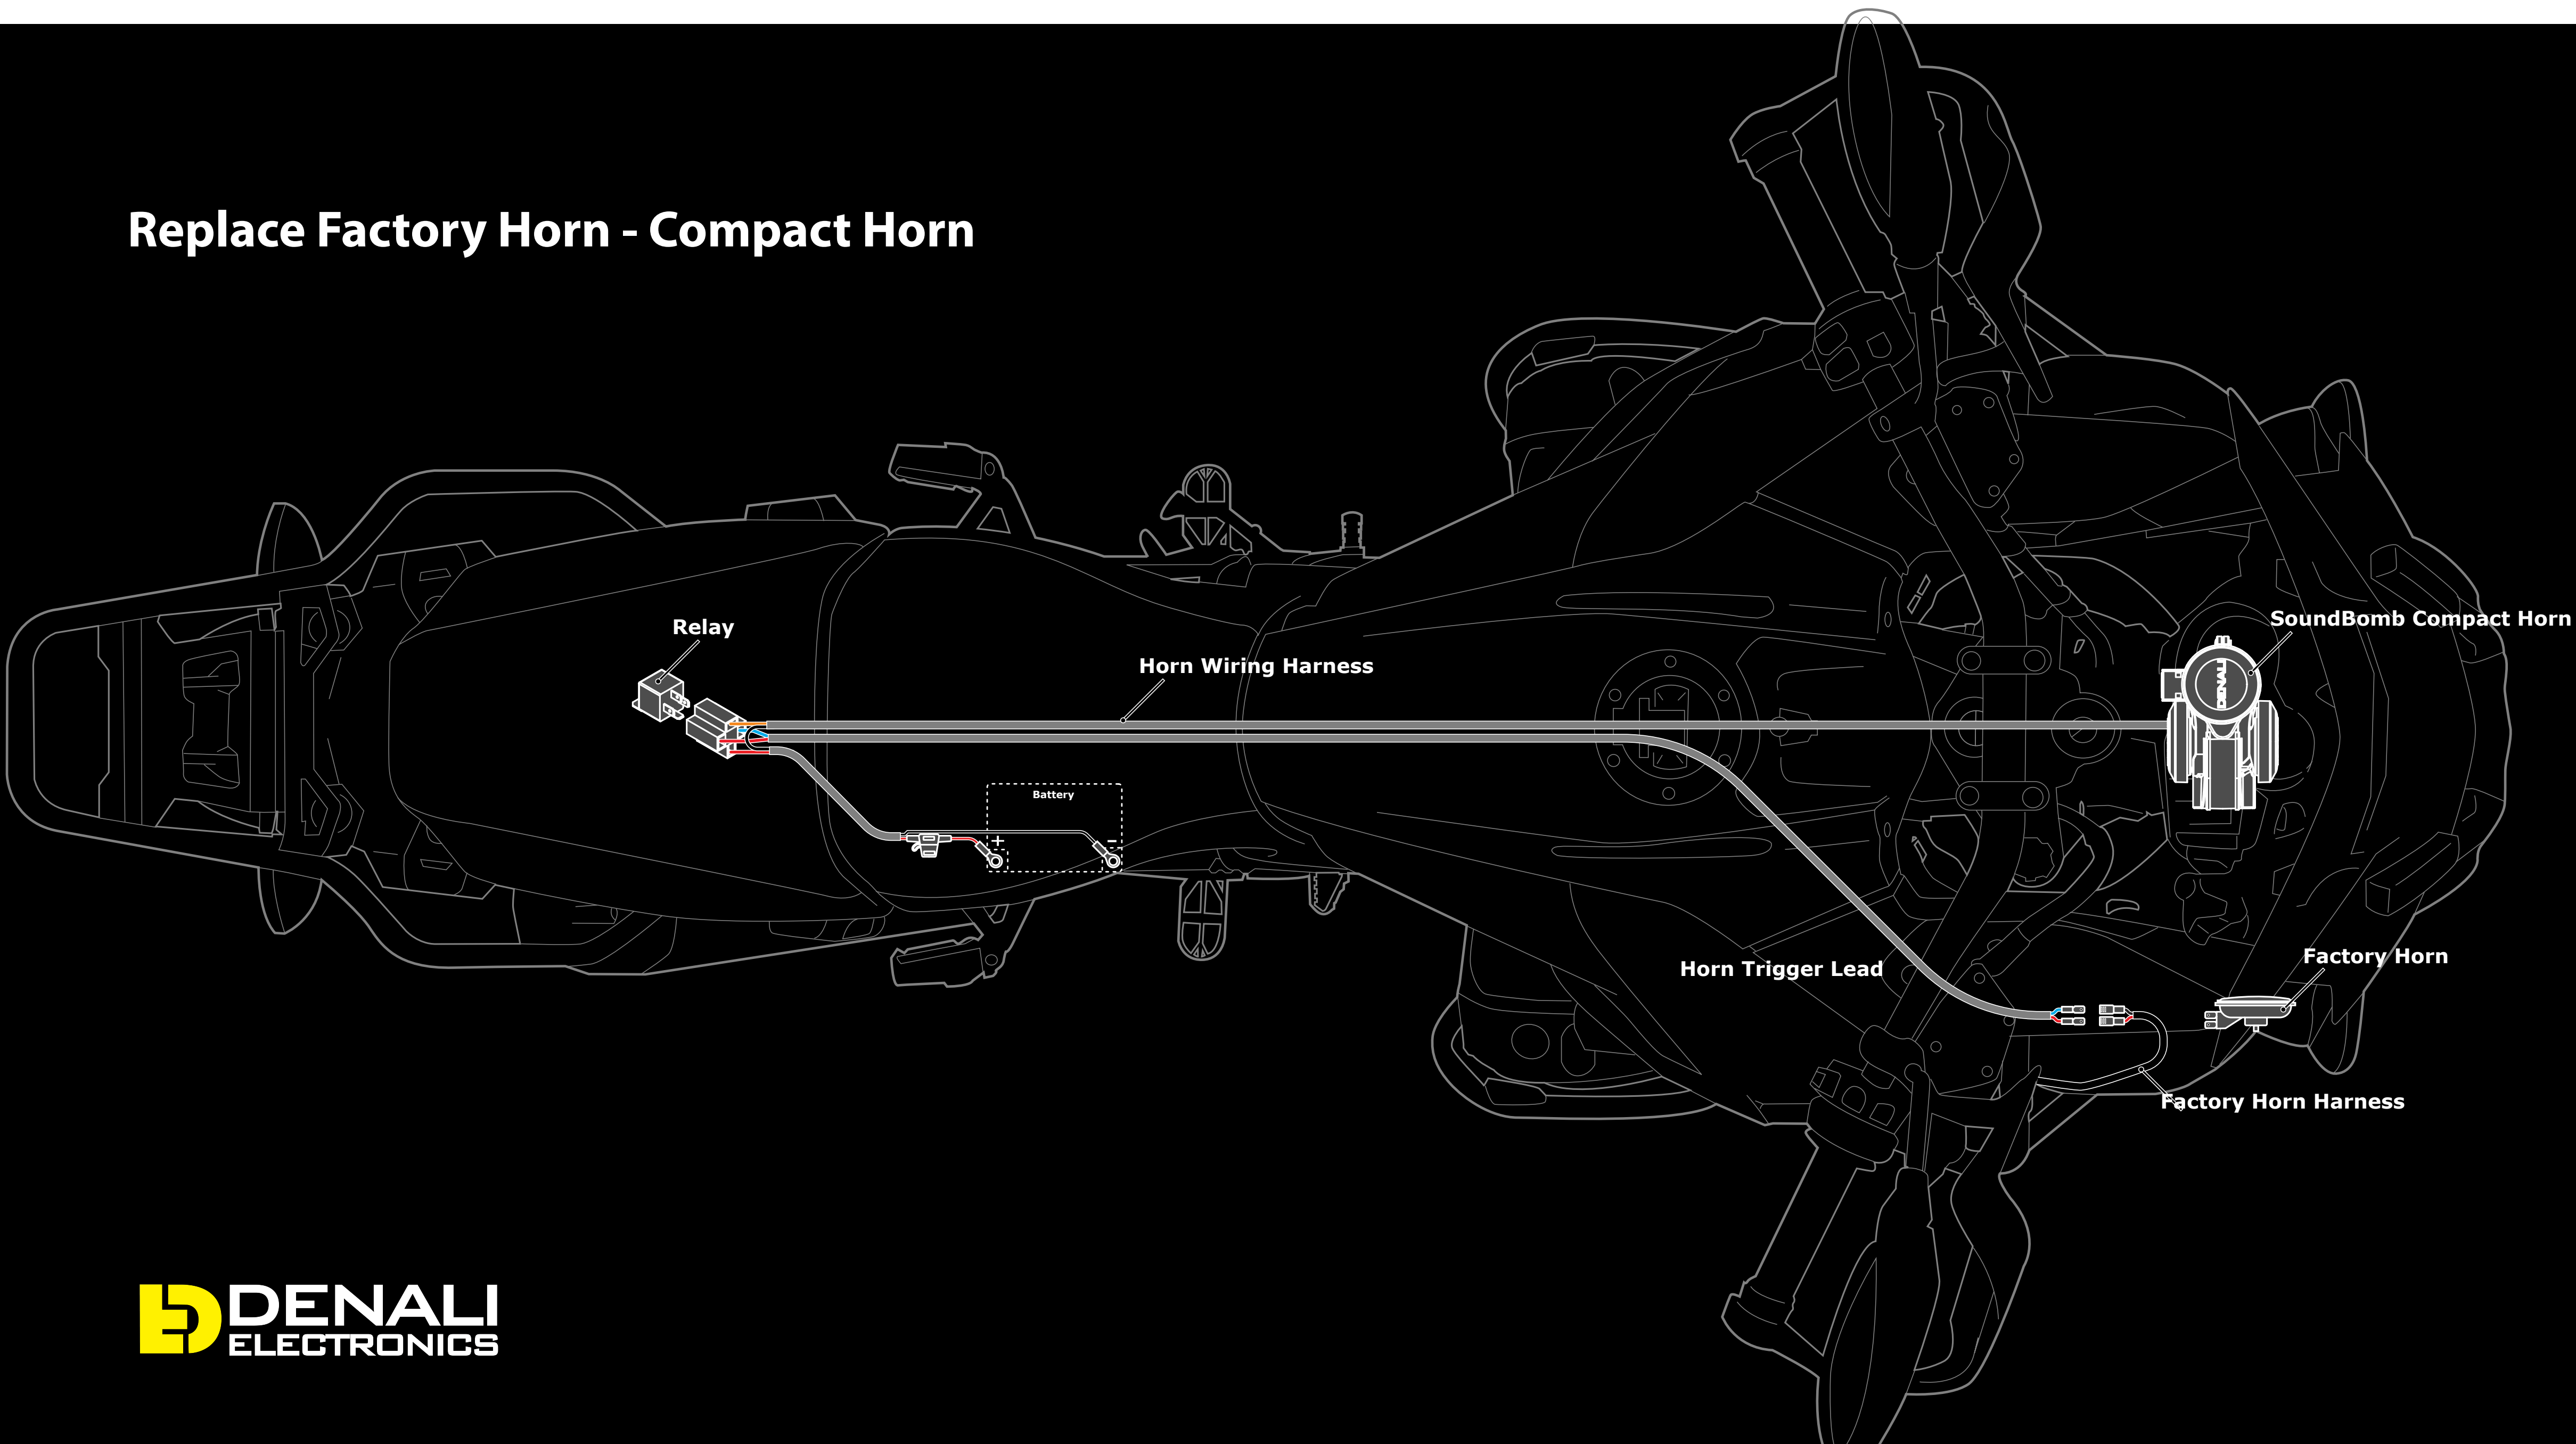 Replace Factory Horn - Compact Horn
SoundBomb Compact Horn
Relay
Horn Wiring Harness
DENALI
Battery
+ −
Factory Horn
Horn Trigger Lead
Factory Horn Harness
DENALI
ELECTRONICS